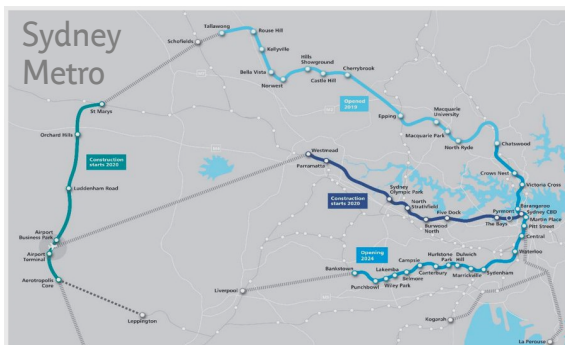 Sydney
Metro
Tallawong
Rouse Hill
Schofields
Kellyville
Hills
Showground
Cherrybrook
Bella Vista
Castle Hill
Norwest
St Marys
Opened
2019
Macquarie
University
Epping
Macquarie Park
North Ryde
Chatswood
Orchard Hills
Construction
starts 2020
Westmead
Parramatta
Crows Nest
Victoria Cross
Luddenham Road
Construction
starts 2020
Sydney
Olympic Park
North
Strathfield
Five Dock
Burwood
North
Pyrmont
The Bays
Barangaroo
Sydney CBD
Martin Place
Pitt Street
Central
Airport
Business Park
Airport
Terminal
Opening
2024
Waterloo
Bankstown
Lakemba
Campsie
Hurlstone
Park
Dulwich
Hill
Sydenham
Aerotropolis
Core
Punchbowl
Wiley Park
Belmore
Canterbury
Marrickville
Liverpool
Leppington
Kogarah
La Perouse